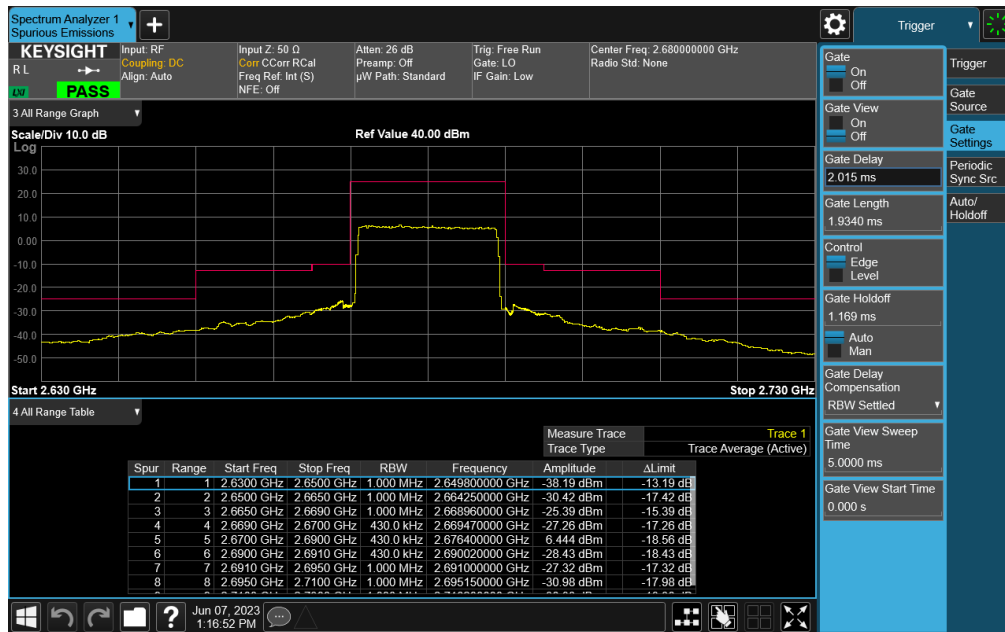 Spectrum Analyzer 1
Spurious Emissions
+
Trigger
KEYSIGHT
R L
LXI
PASS
Input: RF
Coupling: DC
Align: Auto
Input Z: 50 Ω
Corr CCorr RCal
Freq Ref: Int (S)
NFE: Off
Atten: 26 dB
Preamp: Off
µW Path: Standard
Trig: Free Run
Gate: LO
IF Gain: Low
Center Freq: 2.680000000 GHz
Radio Std: None
3 All Range Graph
Scale/Div 10.0 dB
Ref Value 40.00 dBm
Log
30.0
20.0
10.0
0.00
-10.0
-20.0
-30.0
-40.0
-50.0
Start 2.630 GHz
Stop 2.730 GHz
4 All Range Table
Measure Trace Trace 1
Trace Type Trace Average (Active)
Spur Range Start Freq Stop Freq RBW Frequency Amplitude ΔLimit
1 1 2.6300 GHz 2.6500 GHz 1.000 MHz 2.649800000 GHz -38.19 dBm -13.19 dB
2 2 2.6500 GHz 2.6650 GHz 1.000 MHz 2.664250000 GHz -30.42 dBm -17.42 dB
3 3 2.6650 GHz 2.6690 GHz 1.000 MHz 2.668960000 GHz -25.39 dBm -15.39 dB
4 4 2.6690 GHz 2.6700 GHz 430.0 kHz 2.669470000 GHz -27.26 dBm -17.26 dB
5 5 2.6700 GHz 2.6900 GHz 430.0 kHz 2.676400000 GHz 6.444 dBm -18.56 dB
6 6 2.6900 GHz 2.6910 GHz 430.0 kHz 2.690020000 GHz -28.43 dBm -18.43 dB
7 7 2.6910 GHz 2.6950 GHz 1.000 MHz 2.691000000 GHz -27.32 dBm -17.32 dB
8 8 2.6950 GHz 2.7100 GHz 1.000 MHz 2.695150000 GHz -30.98 dBm -17.98 dB
Gate
On
Off
Gate View
On
Off
Gate Delay
2.015 ms
Gate Length
1.9340 ms
Control
Edge
Level
Gate Holdoff
1.169 ms
Auto
Man
Gate Delay
Compensation
RBW Settled
Gate View Sweep
Time
5.0000 ms
Gate View Start Time
0.000 s
Trigger
Gate
Source
Gate
Settings
Periodic
Sync Src
Auto/
Holdoff
?
Jun 07, 2023
1:16:52 PM